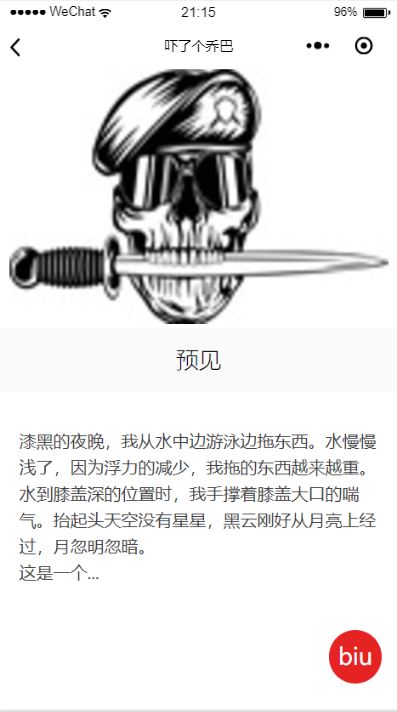 WeChat 21:15 96%
吓了个乔巴
预见
漆黑的夜晚，我从水中边游泳边拖东西。水慢慢
浅了，因为浮力的减少，我拖的东西越来越重。
水到膝盖深的位置时，我手撑着膝盖大口的喘
气。抬起头天空没有星星，黑云刚好从月亮上经
过，月忽明忽暗。
这是一个...
biu